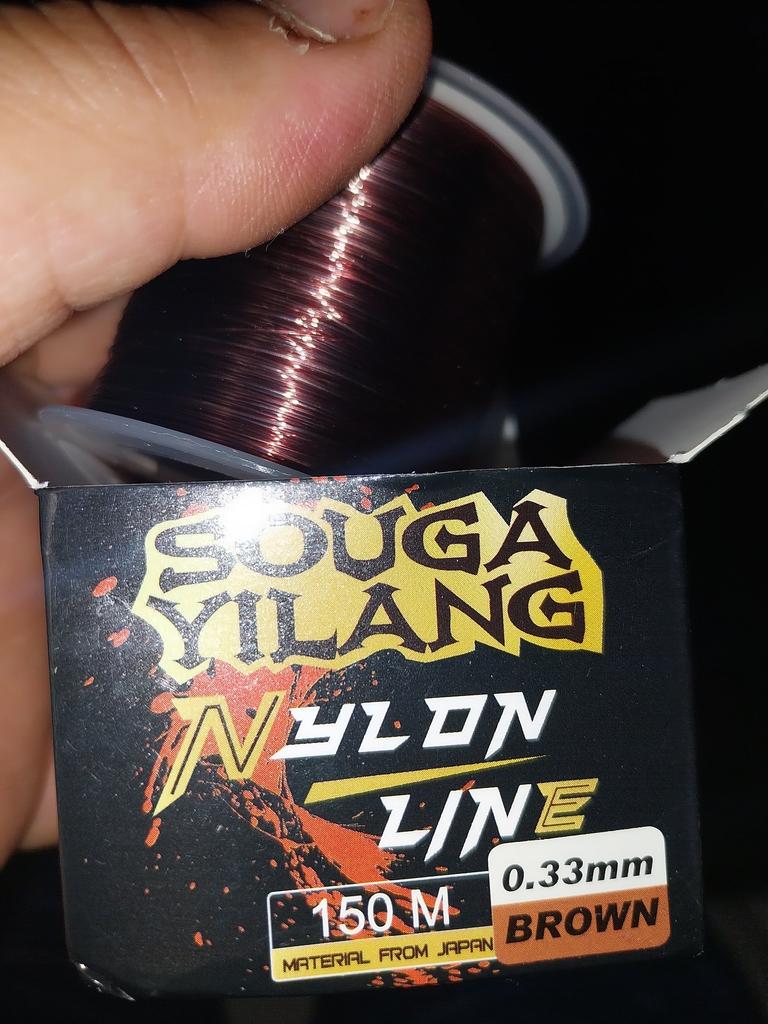 SOUGA
YILANG
NYLON
LINE
0.33mm
150 M
BROWN
MATERIAL FROM JAPAN